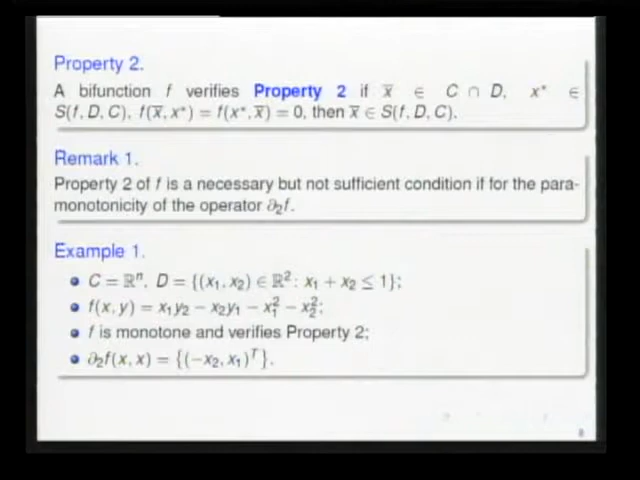 Property 2.
A bifunction f verifies Property 2 if x̄ ∈ C ∩ D, x* ∈
S(f, D, C), f(x̄, x*) = f(x*, x̄) = 0, then x̄ ∈ S(f, D, C).
Remark 1.
Property 2 of f is a necessary but not sufficient condition if for the para-
monotonicity of the operator ∂₂f.
Example 1.
• C = ℝⁿ, D = {(x₁, x₂) ∈ ℝ² : x₁ + x₂ ≤ 1};
• f(x, y) = x₁y₂ − x₂y₁ − x₁² − x₂²;
• f is monotone and verifies Property 2;
• ∂₂f(x, x) = {(−x₂, x₁)ᵀ}.
8